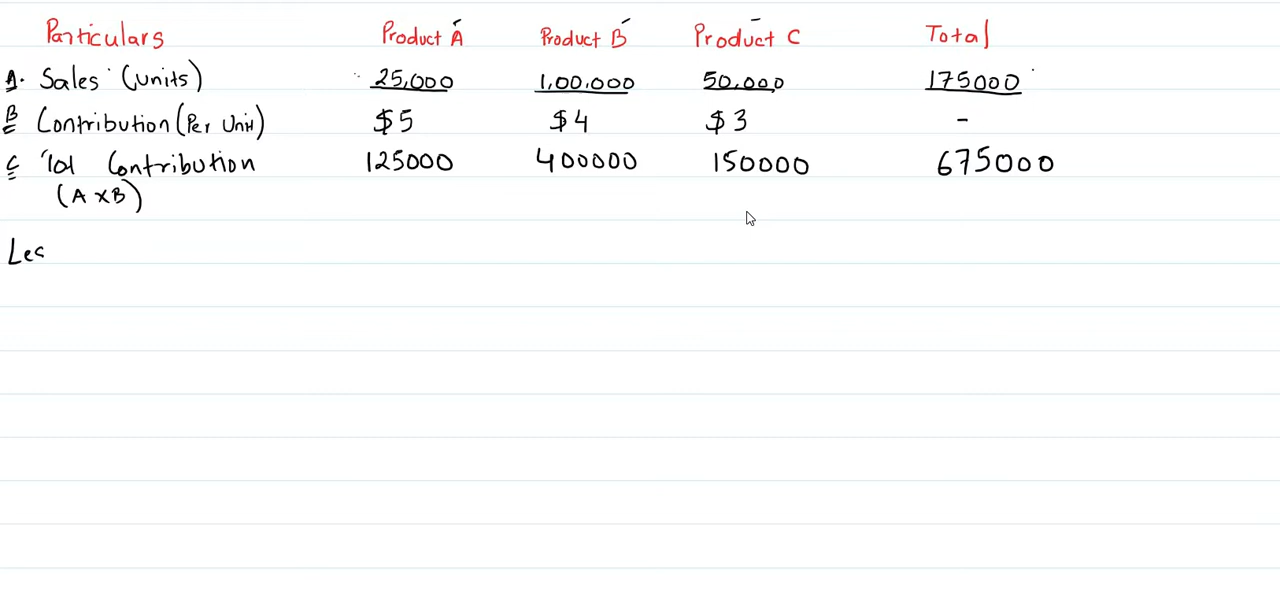 Particulars Product A Product B Product C Total
A. Sales (Units) 25,000 1,00,000 50,000 175000
B Contribution (Per Unit) $5 $4 $3 -
C Tot Contribution 125000 400000 150000 675000
(A x B)
Les